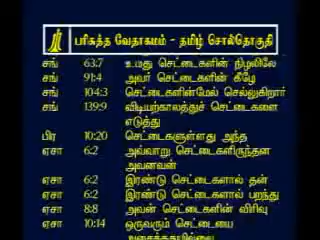 பரிசுத்த வேதாகமம் - தமிழ் சொல்தொகுதி
சங் 63:7 உமது செட்டைகளின் நிழலிலே
சங் 91:4 அவர் செட்டைகளின் கீழே
சங் 104:3 செட்டைகளின்மேல் செல்லுகிறார்
சங் 139:9 விடியற்காலத்துச் செட்டைகளை
எடுத்து
பிர 10:20 செட்டைகளுள்ளது அந்த
ஏசா 6:2 அவ்வாறு செட்டைகளிருந்தன
அவனவன்
ஏசா 6:2 இரண்டு செட்டைகளால் தன்
ஏசா 6:2 இரண்டு செட்டைகளால் பறந்து
ஏசா 8:8 அவன் செட்டைகளின் விரிவு
ஏசா 10:14 ஒருவரும் செட்டையை